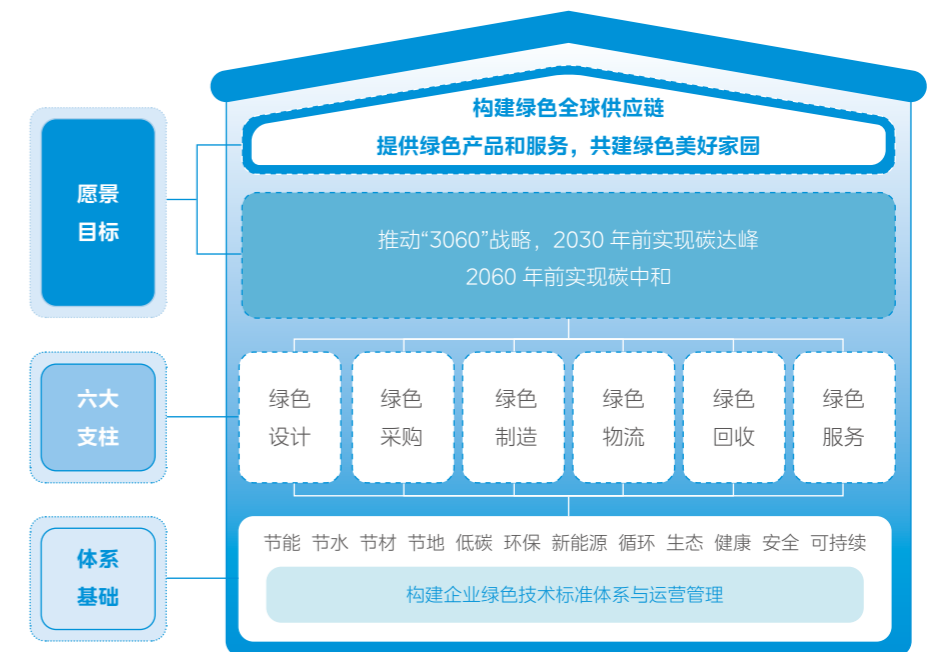 构建绿色全球供应链
提供绿色产品和服务，共建绿色美好家园
愿景
目标
推动“3060”战略，2030 年前实现碳达峰
2060 年前实现碳中和
六大
支柱
绿色
设计
绿色
采购
绿色
制造
绿色
物流
绿色
回收
绿色
服务
体系
基础
节能 节水 节材 节地 低碳 环保 新能源 循环 生态 健康 安全 可持续
构建企业绿色技术标准体系与运营管理